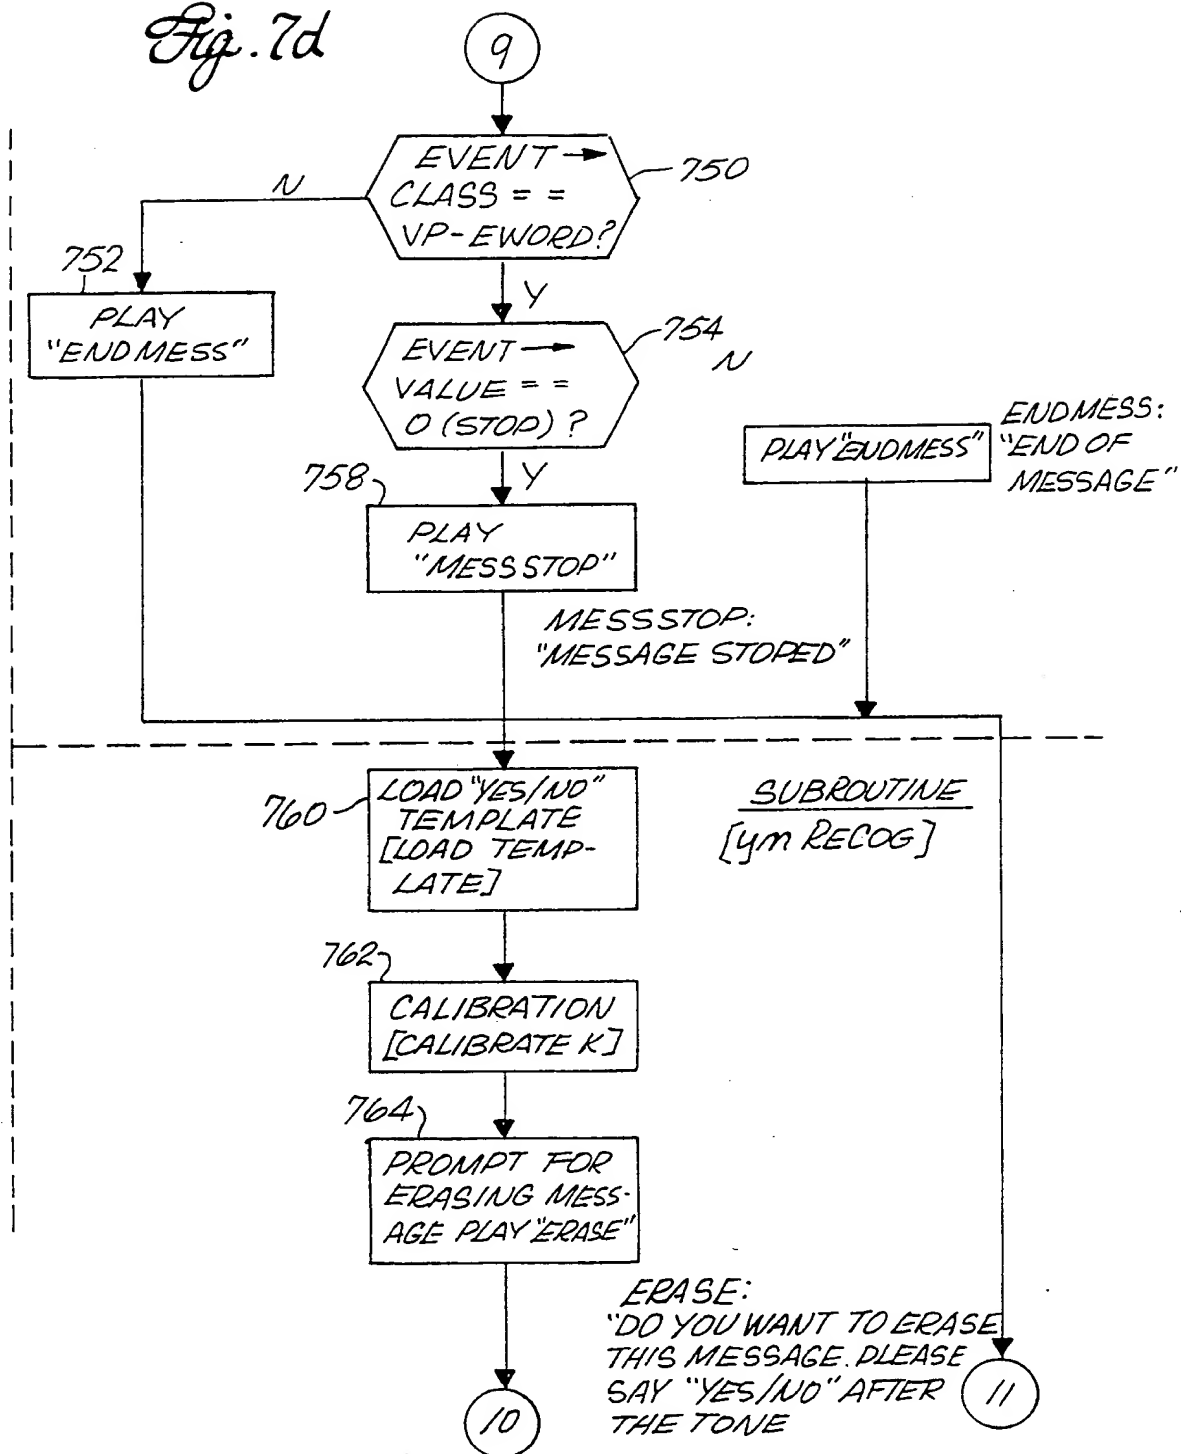 Fig. 7d
9
EVENT →
CLASS = =
VP-EWORD?
750
N
752
PLAY
"ENDMESS"
Y
EVENT →
VALUE = =
0 (STOP) ?
754
N
758
Y
PLAY
"MESSSTOP"
PLAY "ENDMESS"
ENDMESS:
"END OF
MESSAGE"
MESSSTOP:
"MESSAGE STOPED"
760
LOAD "YES/NO"
TEMPLATE
[LOAD TEMP-
LATE]
SUBROUTINE
[ym RECOG]
762
CALIBRATION
[CALIBRATE K]
764
PROMPT FOR
ERASING MESS-
AGE PLAY "ERASE"
ERASE:
"DO YOU WANT TO ERASE
THIS MESSAGE. PLEASE
SAY "YES/NO" AFTER
THE TONE
10
11